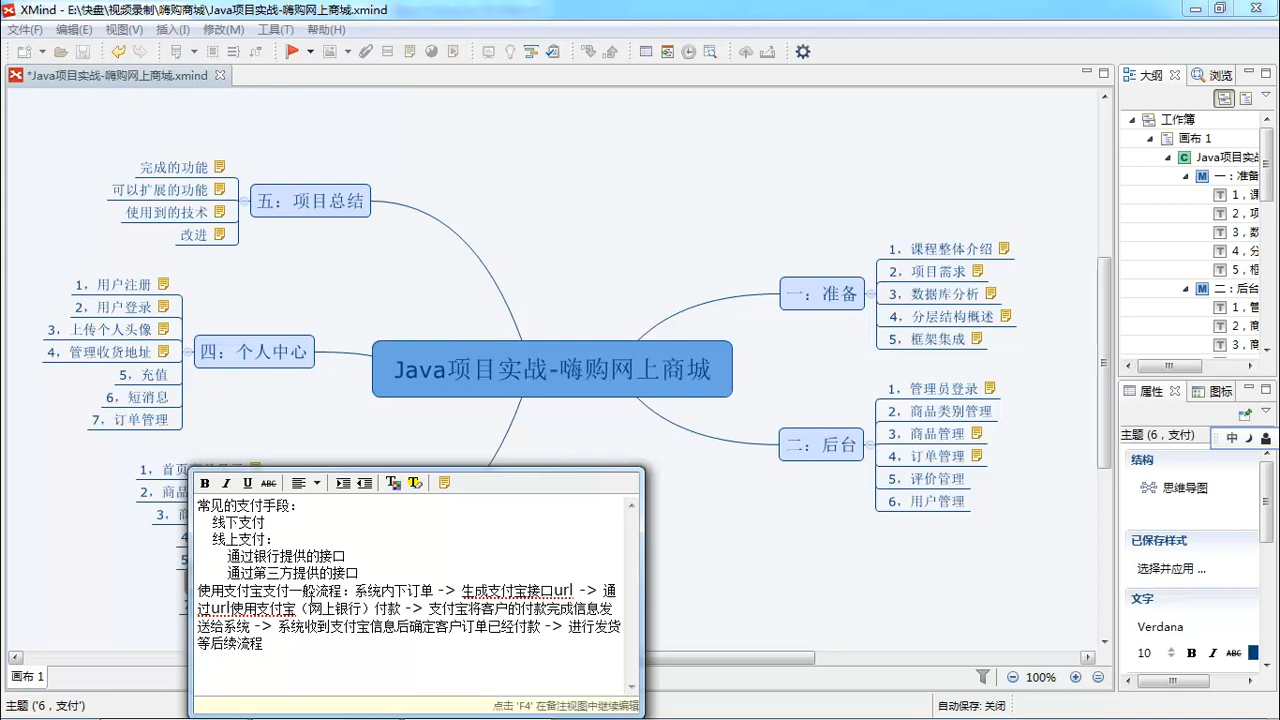 XMind - E:\快盘\视频录制\嗨购商城\Java项目实战-嗨购网上商城.xmind
文件(F) 编辑(E) 视图(V) 插入(I) 修改(M) 工具(T) 帮助(H)
*Java项目实战-嗨购网上商城.xmind
完成的功能
可以扩展的功能
使用到的技术
改进
五：项目总结
1，用户注册
2，用户登录
3，上传个人头像
4，管理收货地址
5，充值
6，短消息
7，订单管理
四：个人中心
Java项目实战-嗨购网上商城
一：准备
1，课程整体介绍
2，项目需求
3，数据库分析
4，分层结构概述
5，框架集成
二：后台
1，管理员登录
2，商品类别管理
3，商品管理
4，订单管理
5，评价管理
6，用户管理
1，首页
2，商品
3，商
B I U ABC
常见的支付手段：
线下支付
线上支付：
通过银行提供的接口
通过第三方提供的接口
使用支付宝支付一般流程：系统内下订单 -> 生成支付宝接口url -> 通
过url使用支付宝（网上银行）付款 -> 支付宝将客户的付款完成信息发
送给系统 -> 系统收到支付宝信息后确定客户订单已经付款 -> 进行发货
等后续流程
点击 'F4' 在备注视图中继续编辑
大纲 浏览
工作簿
画布 1
Java项目实战
一：准备
1，课
2，项
3，数
4，分
5，框
二：后台
1，管
2，商
3，商
属性 图标
主题 (6，支付)
中
结构
思维导图
已保存样式
选择并应用 ...
文字
Verdana
10 B I ABC
画布 1
100%
主题 ('6，支付')
自动保存: 关闭